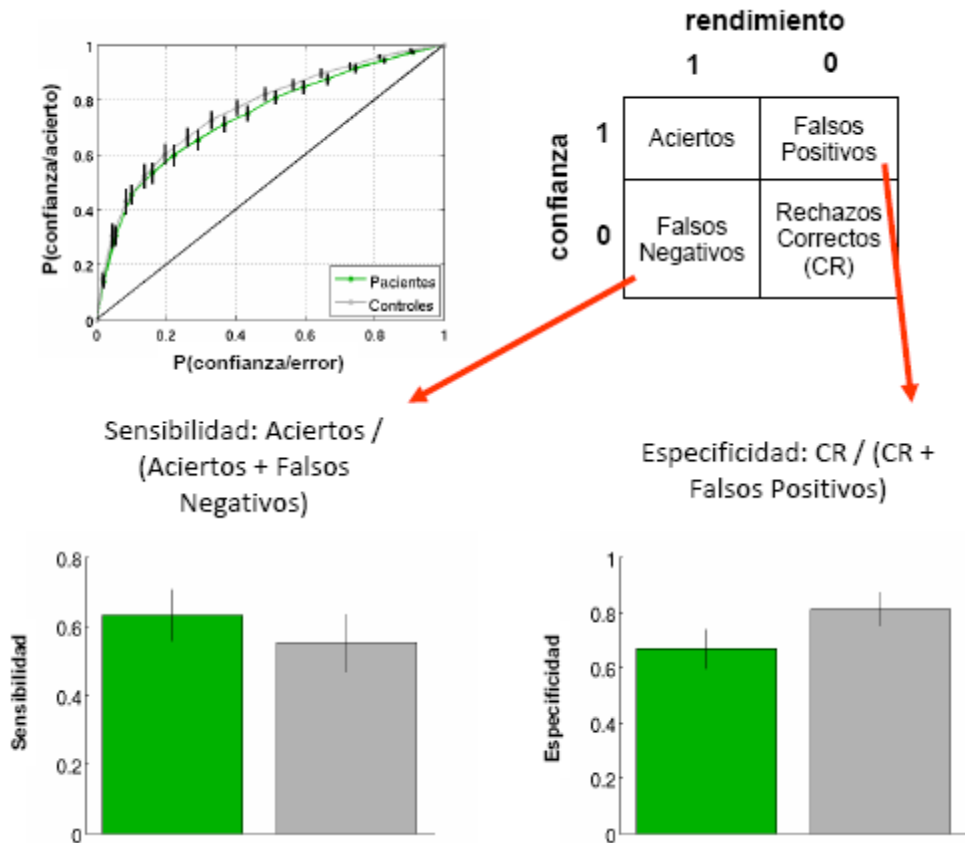 1
0.8
0.6
0.4
0.2
0
0
0.2
0.4
0.6
0.8
1
P(confianza/acierto)
P(confianza/error)
Pacientes
Controles
rendimiento
1 0
confianza
1
0
Aciertos
Falsos
Positivos
Falsos
Negativos
Rechazos
Correctos
(CR)
Sensibilidad: Aciertos /
(Aciertos + Falsos
Negativos)
Especificidad: CR / (CR +
Falsos Positivos)
0.8
0.6
0.4
0.2
0
Sensibilidad
1
0.8
0.6
0.4
0.2
0
Especificidad